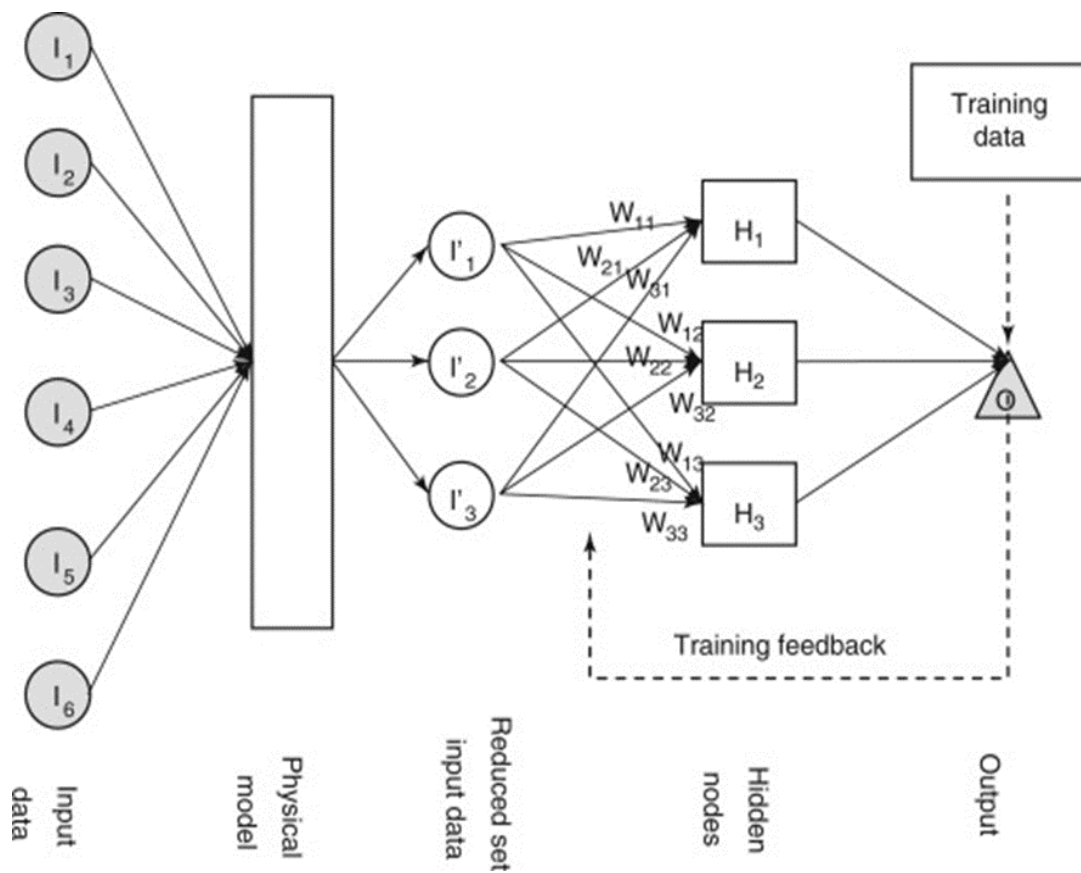 I1
I2
I3
I4
I5
I6
I'1
I'2
I'3
W11
W21
W31
W12
W22
W32
W13
W23
W33
H1
H2
H3
Training
data
O
Training feedback
Input
data
Physical
model
Reduced set
input data
Hidden
nodes
Output